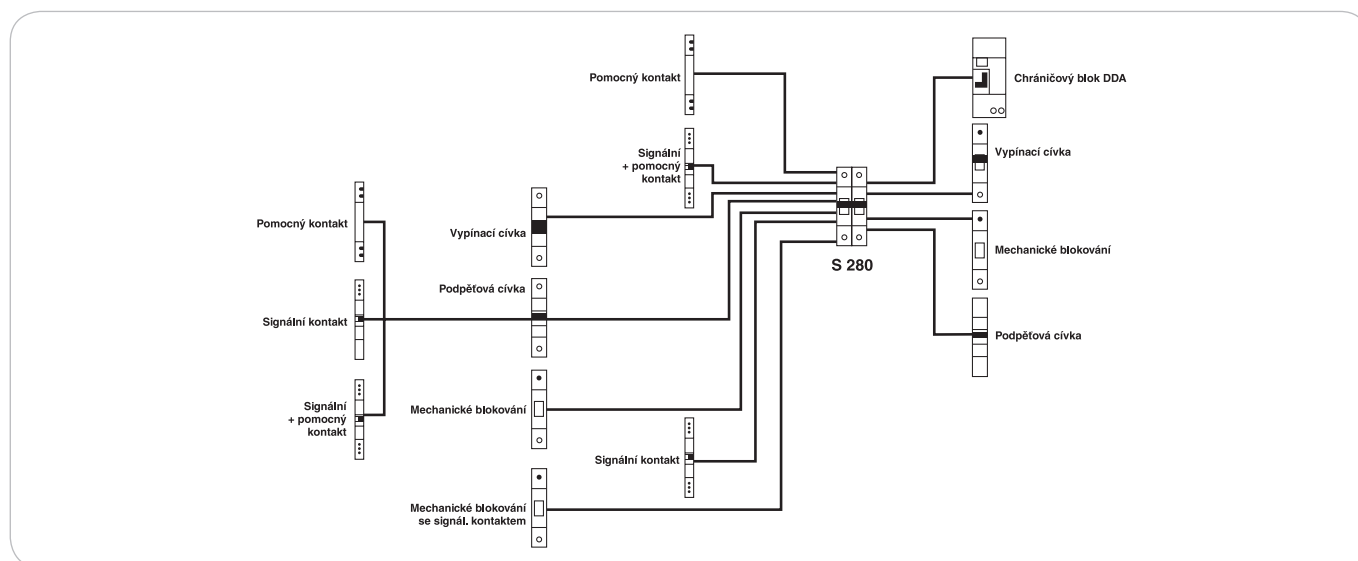 Pomocný kontakt
Chráničový blok DDA
Signální
+ pomocný
kontakt
Vypínací cívka
Pomocný kontakt
Vypínací cívka
Mechanické blokování
S 280
Podpěťová cívka
Signální kontakt
Podpěťová cívka
Signální
+ pomocný
kontakt
Mechanické blokování
Signální kontakt
Mechanické blokování
se signál. kontaktem